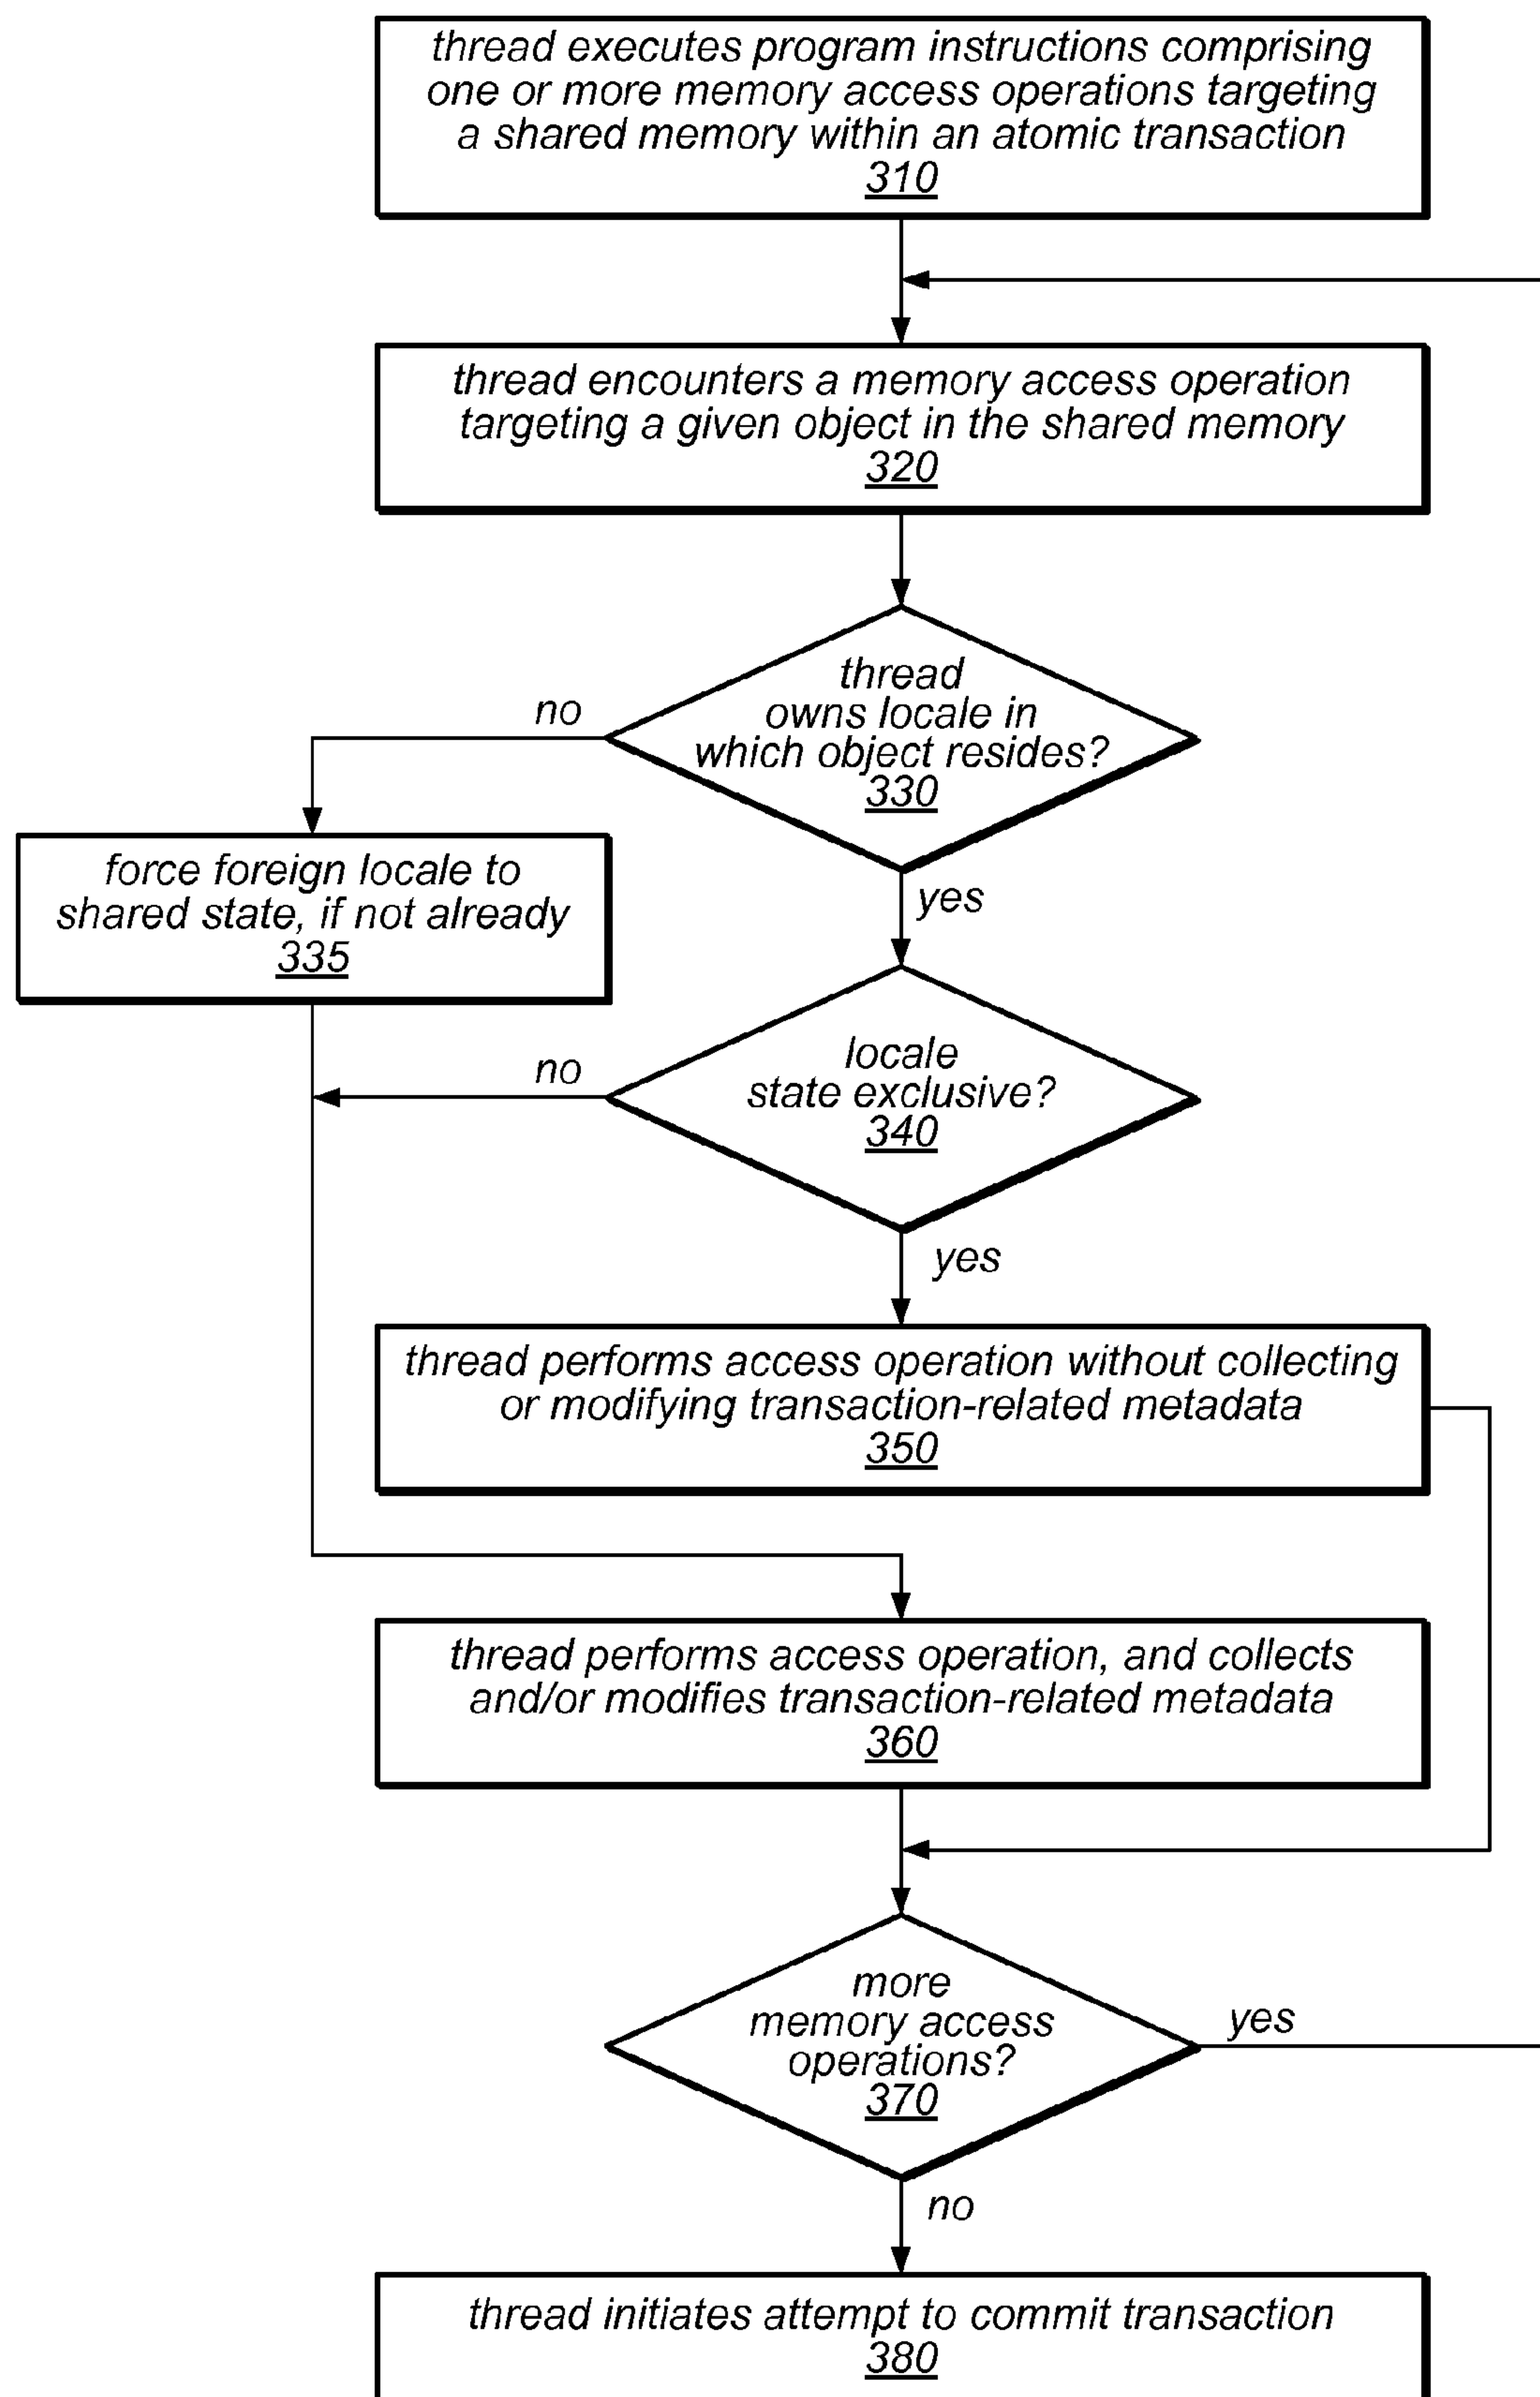 thread executes program instructions comprising
one or more memory access operations targeting
a shared memory within an atomic transaction
310
thread encounters a memory access operation
targeting a given object in the shared memory
320
thread
owns locale in
which object resides?
330
no
yes
force foreign locale to
shared state, if not already
335
locale
state exclusive?
340
no
yes
thread performs access operation without collecting
or modifying transaction-related metadata
350
thread performs access operation, and collects
and/or modifies transaction-related metadata
360
more
memory access
operations?
370
yes
no
thread initiates attempt to commit transaction
380